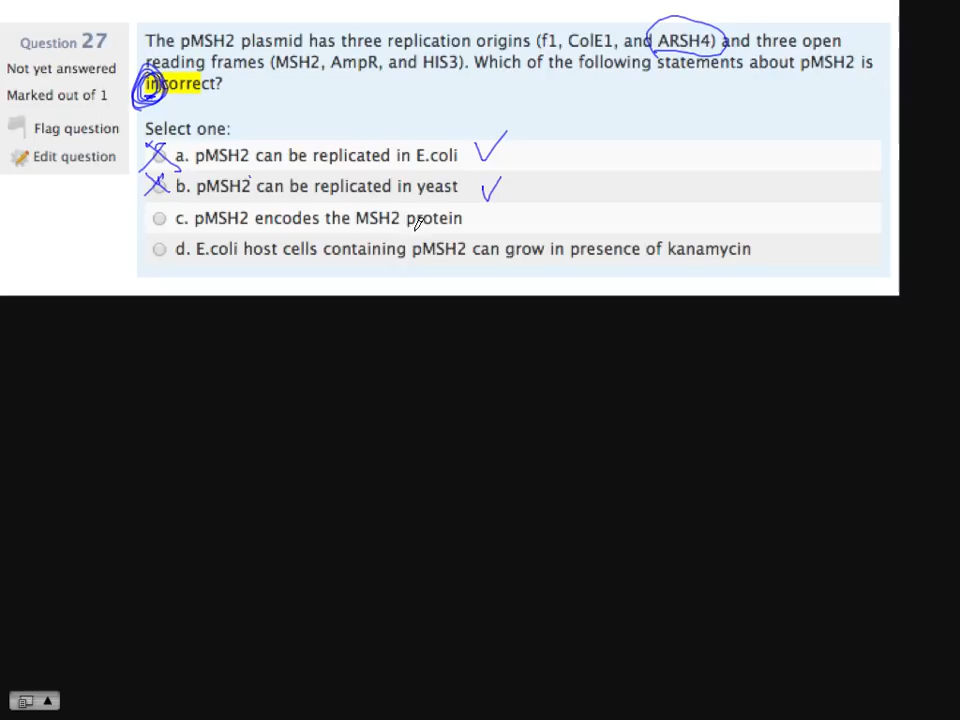 Question 27
Not yet answered
Marked out of 1
Flag question
Edit question
The pMSH2 plasmid has three replication origins (f1, ColE1, and ARSH4) and three open
reading frames (MSH2, AmpR, and HIS3). Which of the following statements about pMSH2 is
incorrect?
Select one:
a. pMSH2 can be replicated in E.coli
b. pMSH2 can be replicated in yeast
c. pMSH2 encodes the MSH2 protein
d. E.coli host cells containing pMSH2 can grow in presence of kanamycin